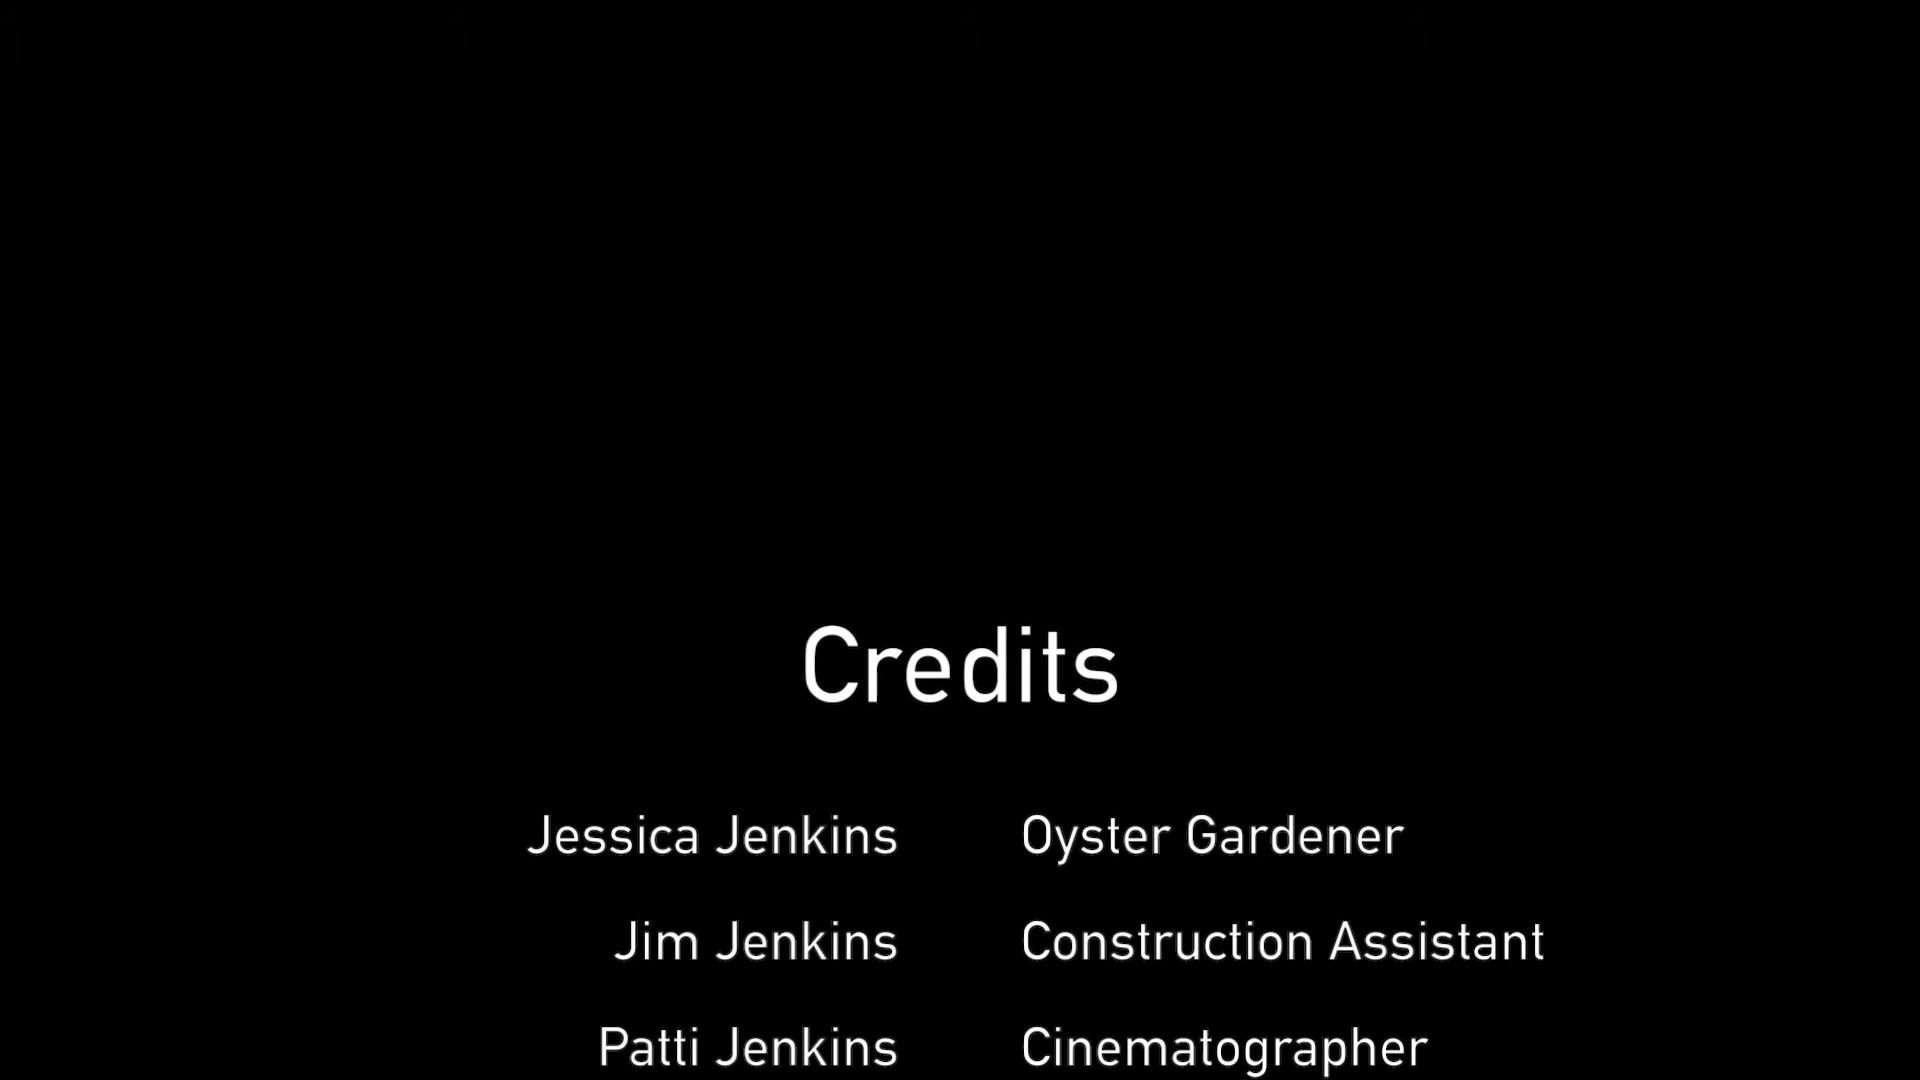 Credits
Jessica Jenkins Oyster Gardener
Jim Jenkins Construction Assistant
Patti Jenkins Cinematographer